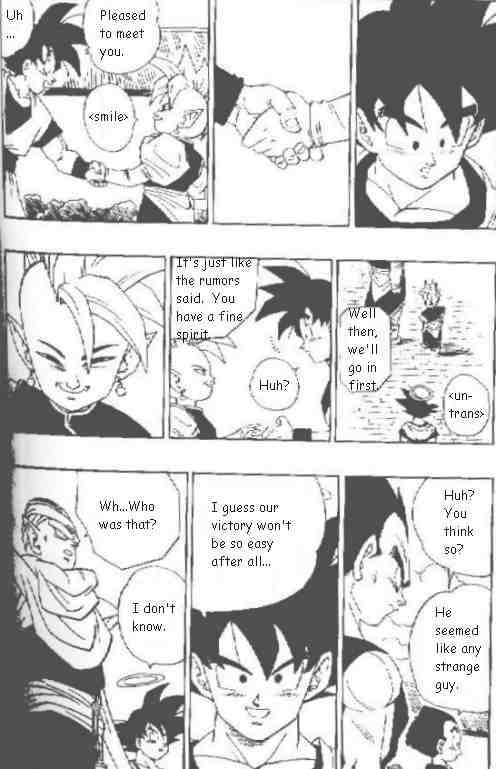 Uh
...
Pleased
to meet
you.
<smile>
It's just like
the rumors
said. You
have a fine
spirit.
Huh?
Well
then,
we'll
go in
first.
<un-
trans>
Wh...Who
was that?
I don't
know.
I guess our
victory won't
be so easy
after all...
Huh?
You
think
so?
He
seemed
like any
strange
guy.